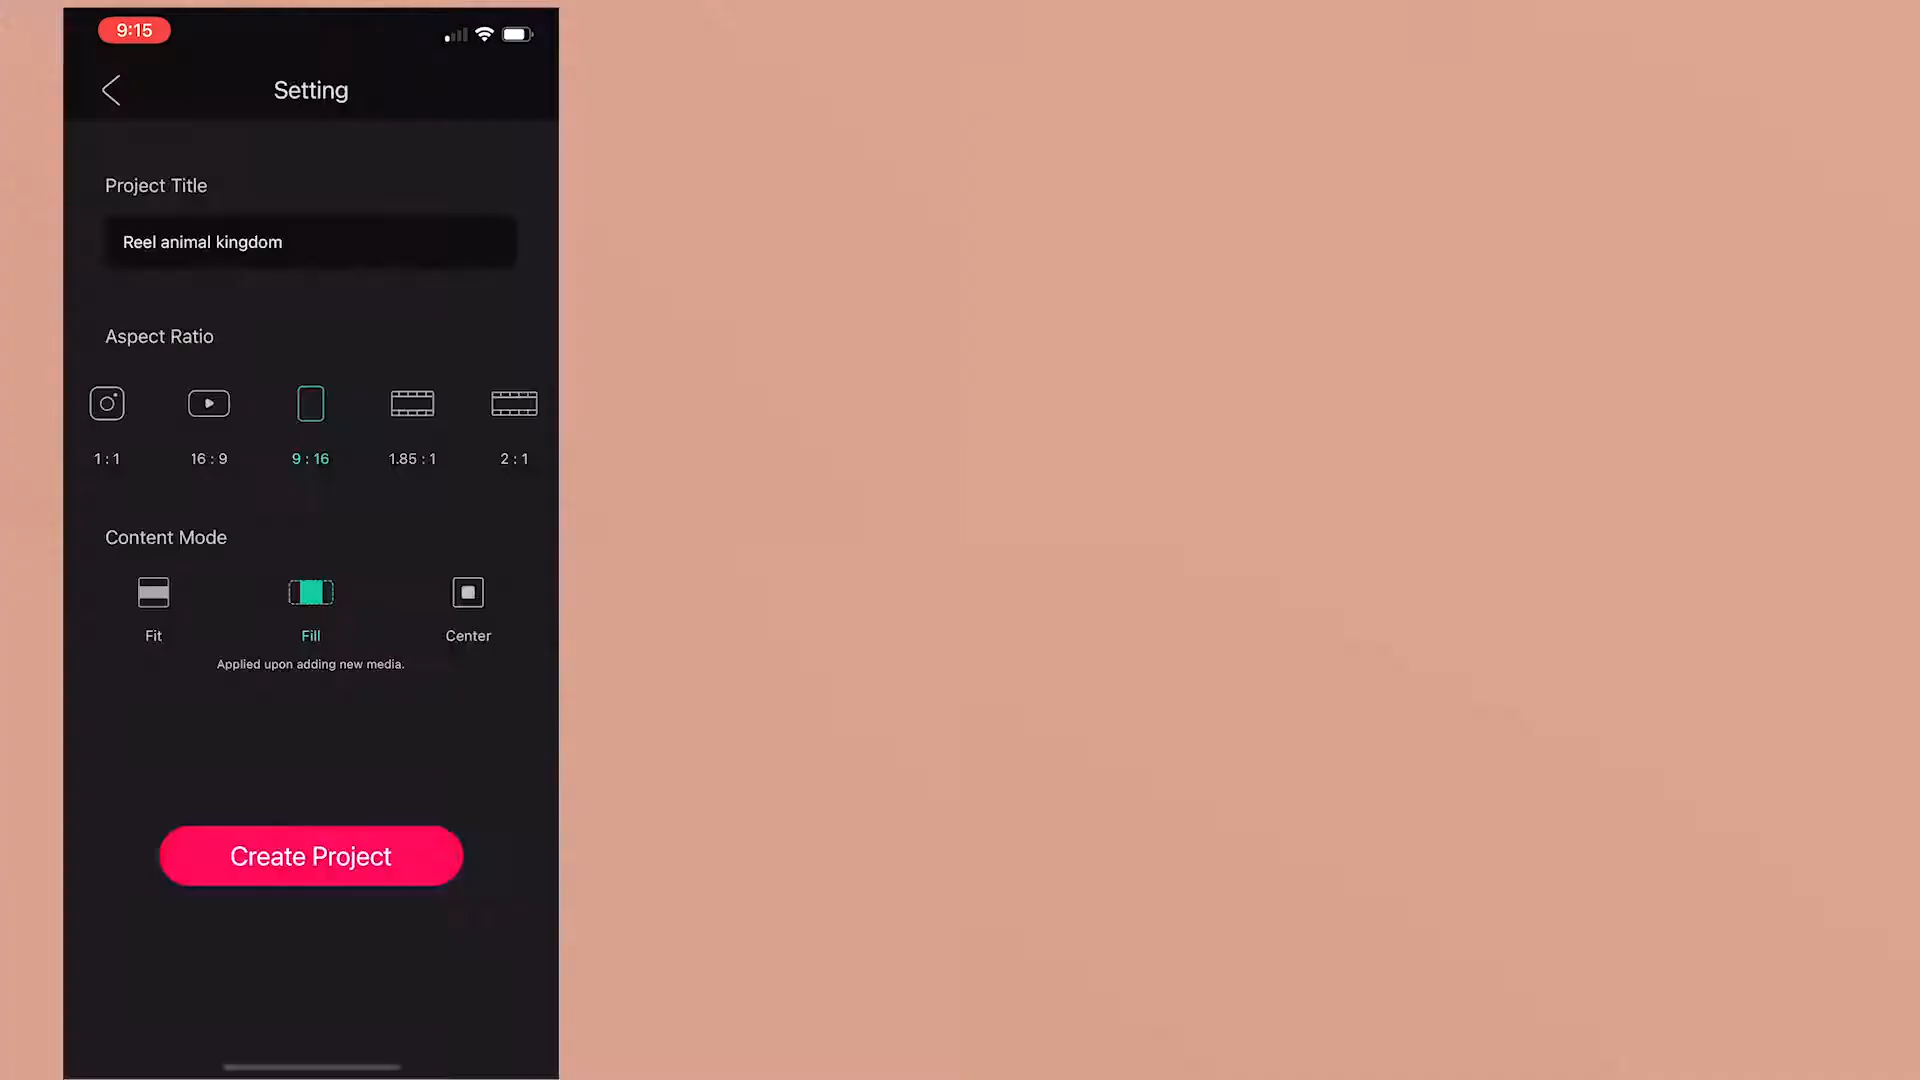 9:15
Setting
Project Title
Reel animal kingdom
Aspect Ratio
1 : 1 16 : 9 9 : 16 1.85 : 1 2 : 1
Content Mode
Fit Fill Center
Applied upon adding new media.
Create Project